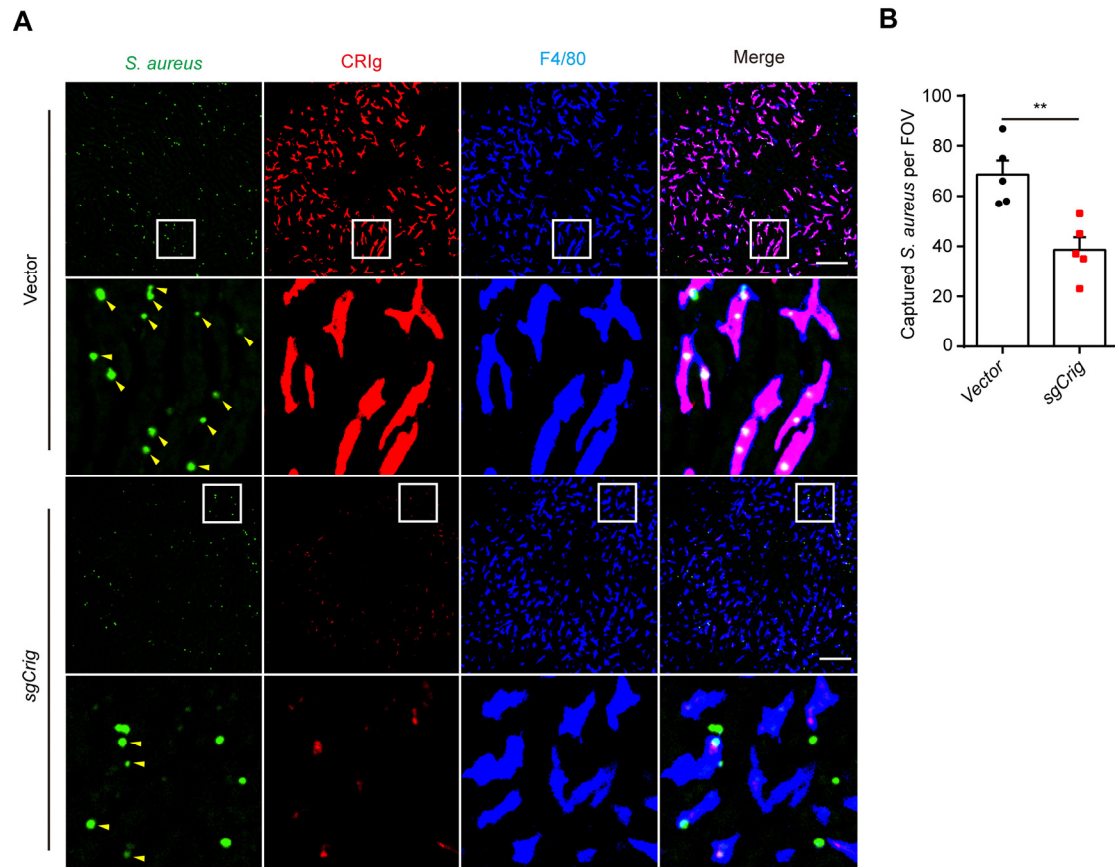 A
B
S. aureus
CRIg
F4/80
Merge
Vector
sgCrig
Captured S. aureus per FOV
100
80
60
40
20
0
**
Vector
sgCrig